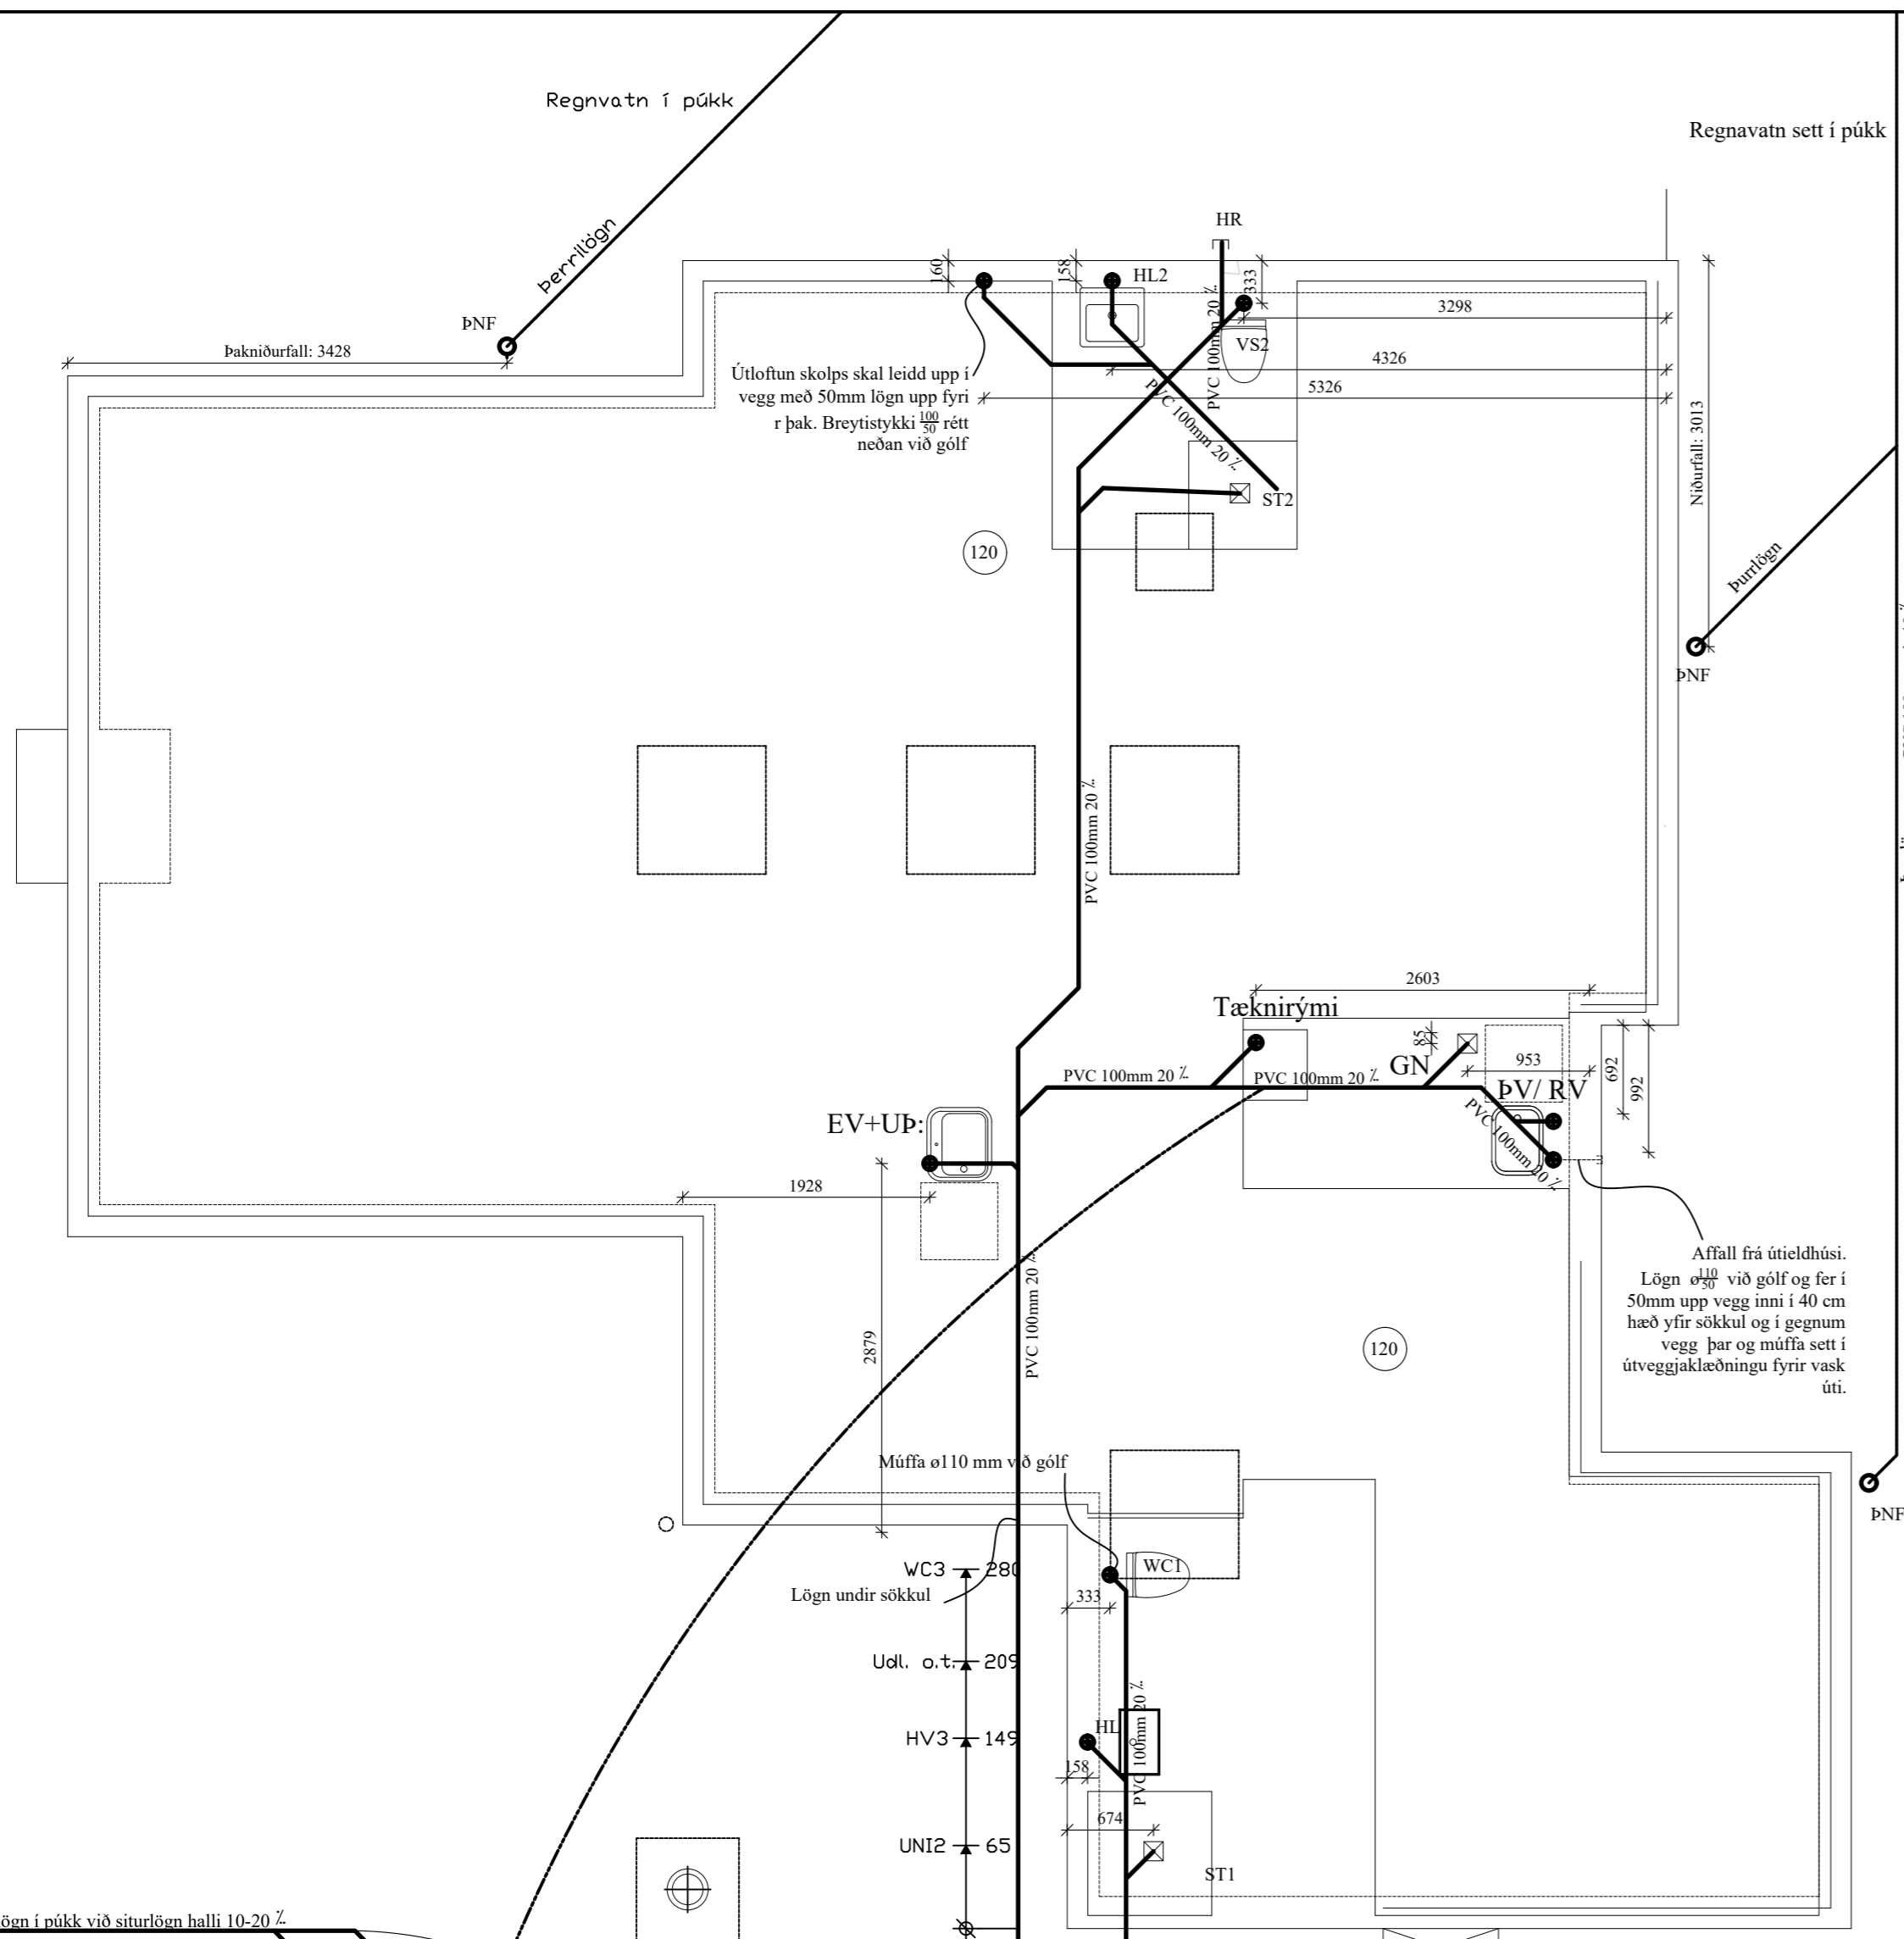 Regnvatn í púkk
Regnavatn sett í púkk
Þerrilögn
HR
160
158
HL2
333
3298
ÞNF
Þakniðurfall: 3428
PVC 100mm 20 ‰
VS2
4326
5326
Útloftun skolps skal leidd upp í
vegg með 50mm lögn upp fyri
r þak. Breytistykki 100/50 rétt
neðan við gólf
PVC 100mm 20 ‰
Niðurfall: 3013
ST2
120
Þurrlögn
ÞNF
PVC 100mm 20 ‰
2603
Tæknirými
85
GN
953
692
992
PVC 100mm 20 ‰
PVC 100mm 20 ‰
ÞV/ RV
EV+UÞ:
PVC 100mm 20 ‰
1928
Affall frá útieldhúsi.
Lögn ø110/50 við gólf og fer í
50mm upp vegg inni í 40 cm
hæð yfir sökkul og í gegnum
vegg þar og múffa sett í
útveggjaklæðningu fyrir vask
úti.
PVC 100mm 20 ‰
2879
120
Múffa ø110 mm við gólf
ÞNF
WC3 280
WC1
Lögn undir sökkul
333
Udl. o.t. 209
PVC 100mm 20 ‰
HV3 149
HL
158
674
UNI2 65
ST1
ögn í púkk við siturlögn halli 10-20 ‰